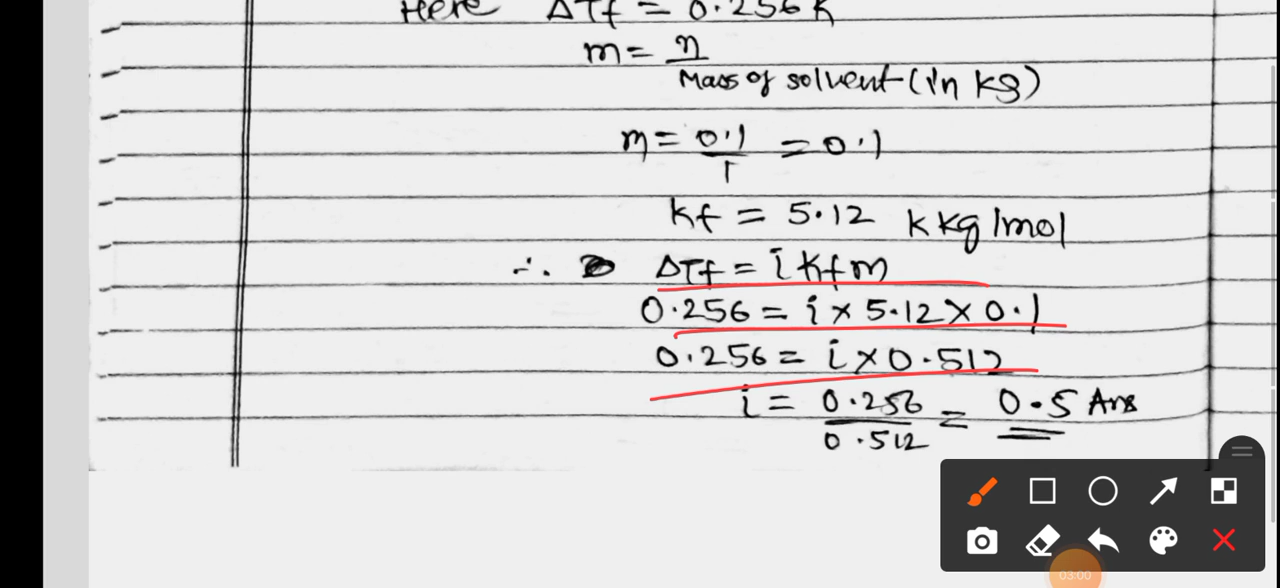 Here ΔTf = 0.256 K
m = n
Mass of solvent (in kg)
m = 0.1 = 0.1
1
kf = 5.12 k kg/mol
∴ ΔTf = i kfm
0.256 = i × 5.12 × 0.1
0.256 = i × 0.512
i = 0.256 = 0.5 Ans
0.512
03:00